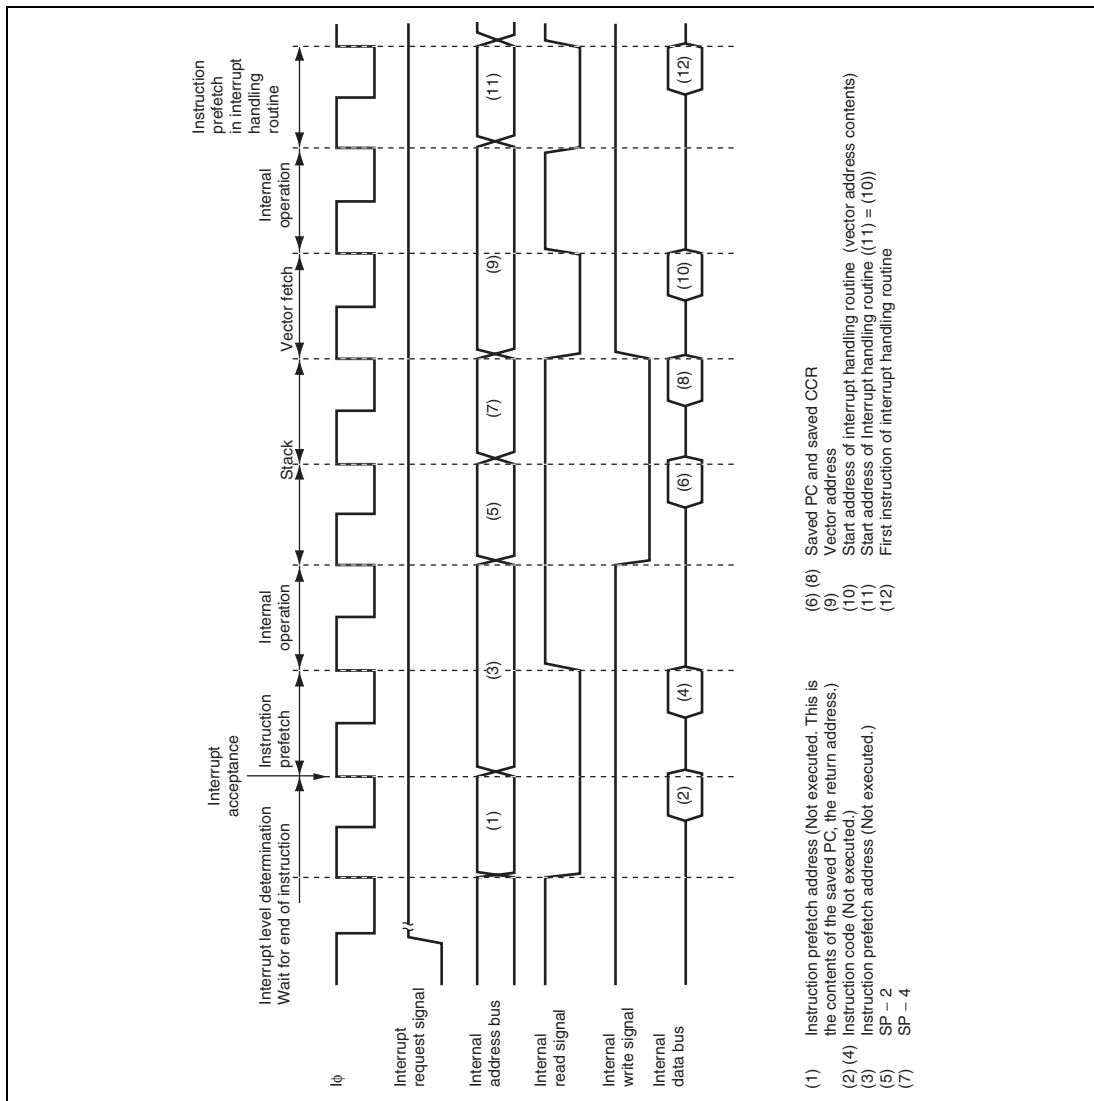 Interrupt level determination
Wait for end of instruction
Interrupt
acceptance
Instruction
prefetch
Internal
operation
Stack
Vector fetch
Internal
operation
Instruction
prefetch
in interrupt
handling
routine
Iϕ
Interrupt
request signal
Internal
address bus
(1)
(3)
(5)
(7)
(9)
(11)
Internal
read signal
Internal
write signal
Internal
data bus
(2)
(4)
(6)
(8)
(10)
(12)
(1) Instruction prefetch address (Not executed. This is
the contents of the saved PC, the return address.)
(2) (4) Instruction code (Not executed.)
(3) Instruction prefetch address (Not executed.)
(5) SP – 2
(7) SP – 4
(6) (8) Saved PC and saved CCR
(9) Vector address
(10) Start address of interrupt handling routine (vector address contents)
(11) Start address of Interrupt handling routine ((11) = (10))
(12) First instruction of interrupt handling routine